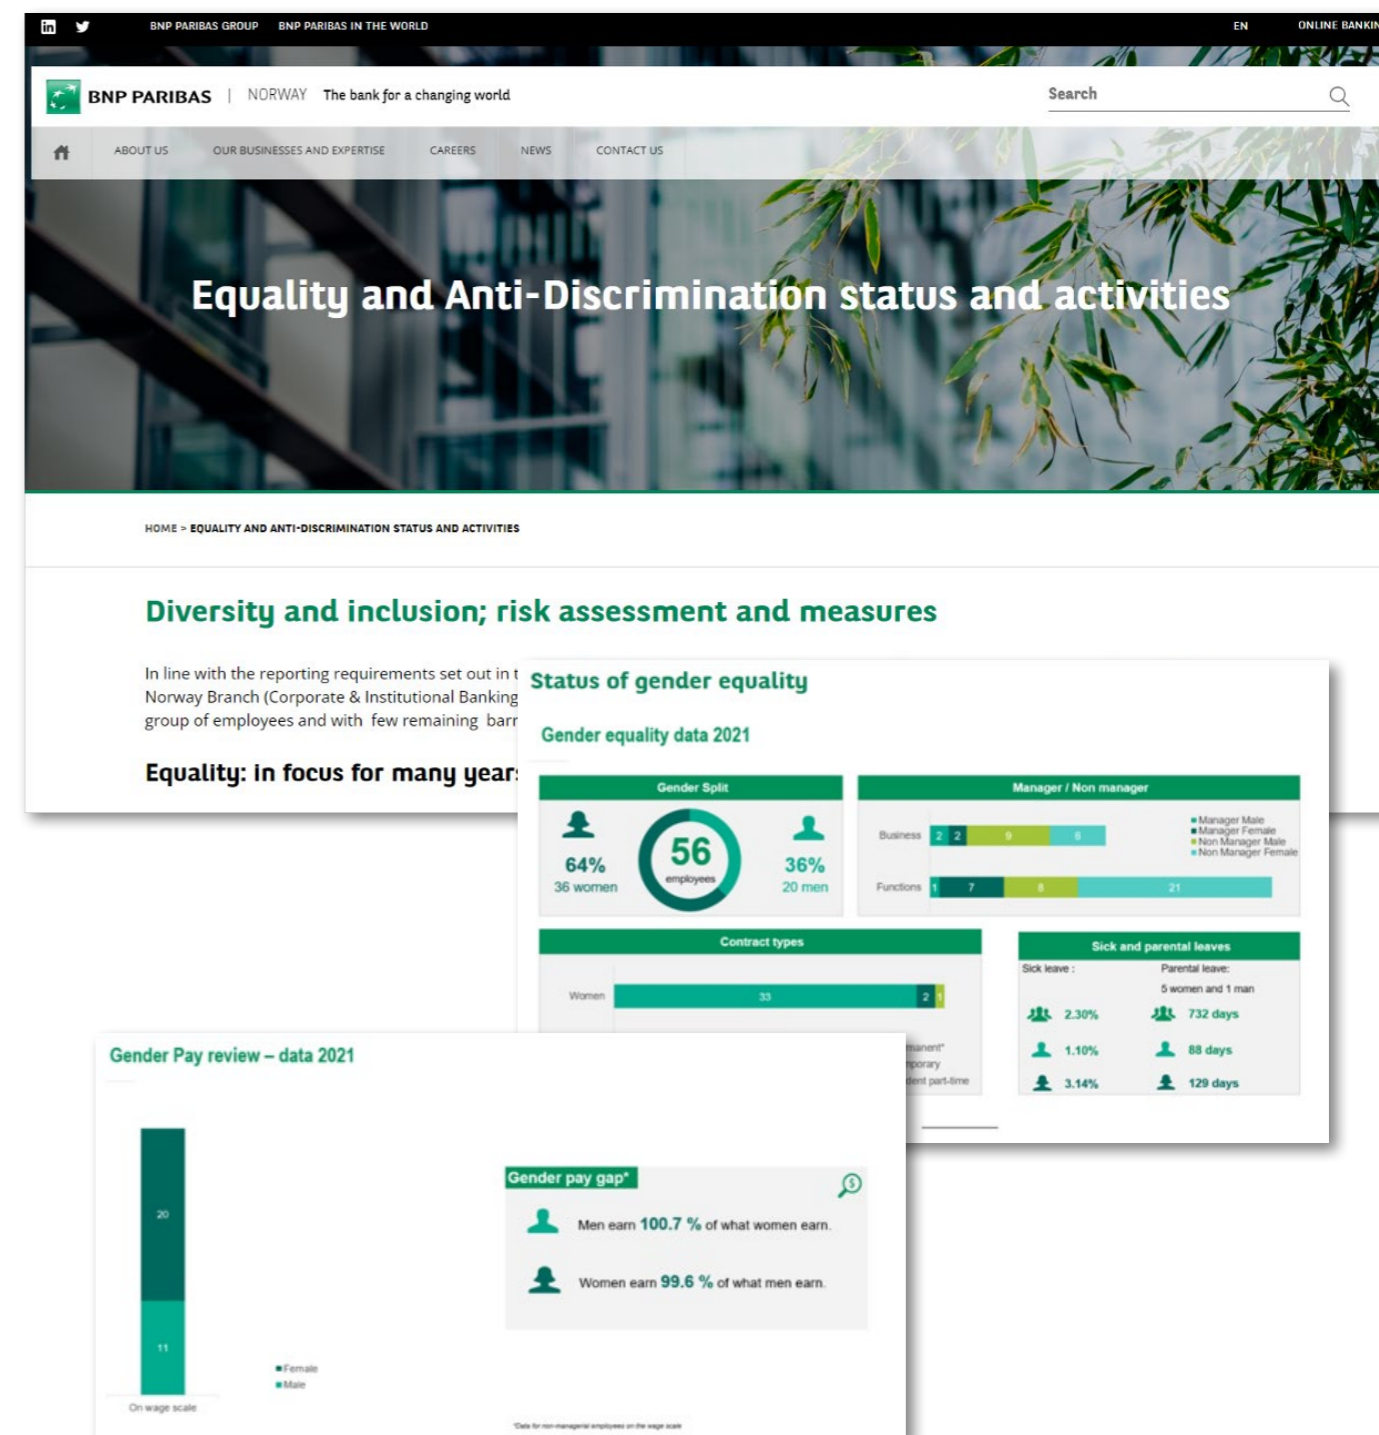 BNP PARIBAS GROUP BNP PARIBAS IN THE WORLD EN ONLINE BANKIN
BNP PARIBAS | NORWAY The bank for a changing world Search
ABOUT US OUR BUSINESSES AND EXPERTISE CAREERS NEWS CONTACT US
Equality and Anti-Discrimination status and activities
HOME > EQUALITY AND ANTI-DISCRIMINATION STATUS AND ACTIVITIES
Diversity and inclusion; risk assessment and measures
In line with the reporting requirements set out in t
Norway Branch (Corporate & Institutional Banking
group of employees and with few remaining barr
Equality: in focus for many years
Status of gender equality
Gender equality data 2021
Gender Split
64%
36 women
56
employees
36%
20 men
Manager / Non manager
Business 2 2 9 6
Functions 1 7 8 21
Manager Male
Manager Female
Non Manager Male
Non Manager Female
Contract types
Women 33 2 1
manent*
mporary
dent part-time
Sick and parental leaves
Sick leave : Parental leave:
5 women and 1 man
2.30% 732 days
1.10% 88 days
3.14% 129 days
Gender Pay review – data 2021
20
11
On wage scale
Female
Male
Gender pay gap*
Men earn 100.7 % of what women earn.
Women earn 99.6 % of what men earn.
*Data for non-managerial employees on the wage scale